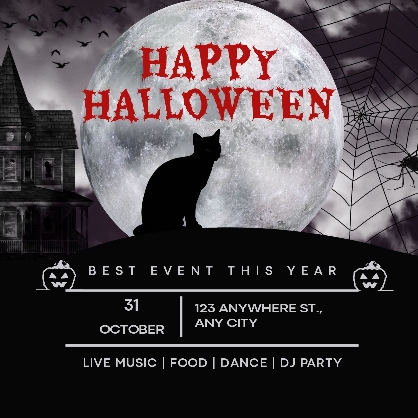 HAPPY
HALLOWEEN
BEST EVENT THIS YEAR
31
OCTOBER
123 ANYWHERE ST.,
ANY CITY
LIVE MUSIC | FOOD | DANCE | DJ PARTY